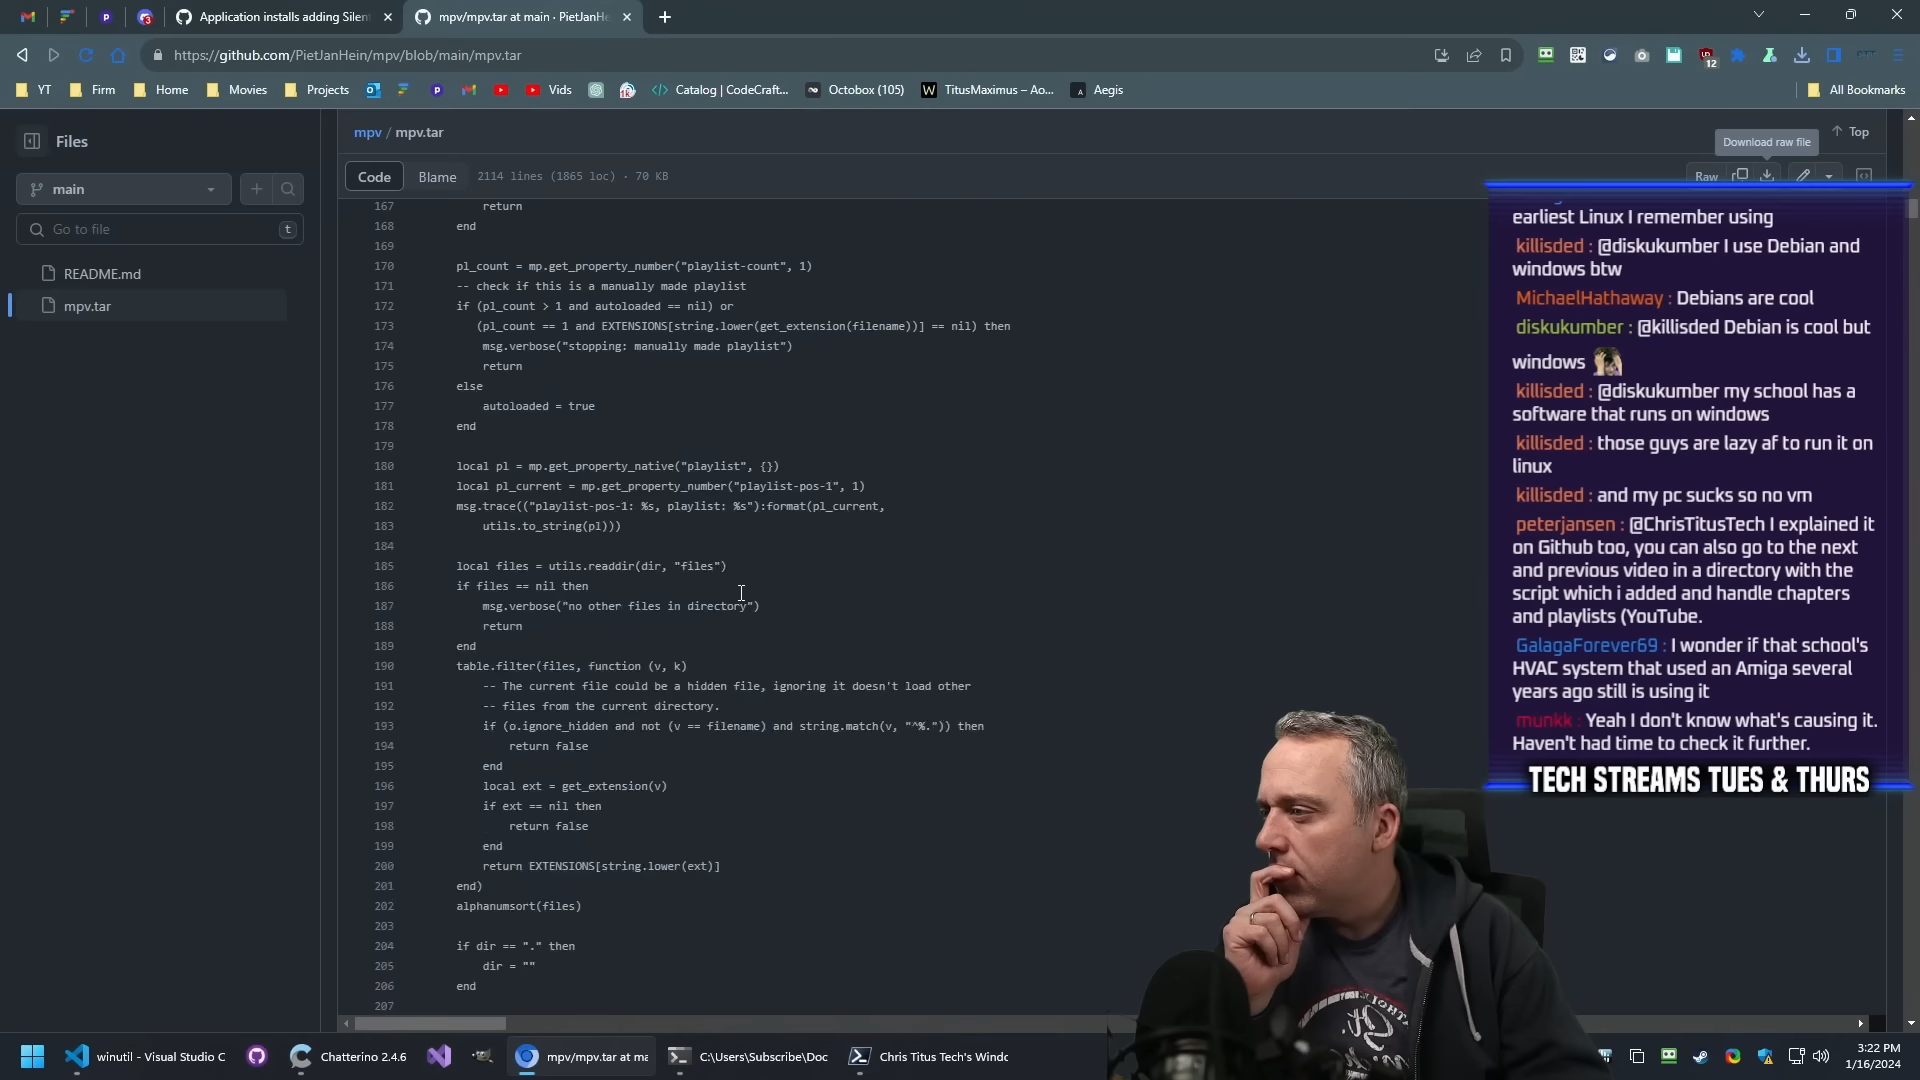 Application installs adding Silen
mpv/mpv.tar at main · PietJanHe
https://github.com/PietJanHein/mpv/blob/main/mpv.tar
12
YT
Firm
Home
Movies
Projects
Vids
Catalog | CodeCraft...
Octobox (105)
TitusMaximus – Ao...
Aegis
All Bookmarks
Files
mpv / mpv.tar
Download raw file
Top
main
Code
Blame
2114 lines (1865 loc) · 70 KB
Raw
Go to file
t
README.md
mpv.tar
167 return
168 end
169
170 pl_count = mp.get_property_number("playlist-count", 1)
171 -- check if this is a manually made playlist
172 if (pl_count > 1 and autoloaded == nil) or
173 (pl_count == 1 and EXTENSIONS[string.lower(get_extension(filename))] == nil) then
174 msg.verbose("stopping: manually made playlist")
175 return
176 else
177 autoloaded = true
178 end
179
180 local pl = mp.get_property_native("playlist", {})
181 local pl_current = mp.get_property_number("playlist-pos-1", 1)
182 msg.trace(("playlist-pos-1: %s, playlist: %s"):format(pl_current,
183 utils.to_string(pl)))
184
185 local files = utils.readdir(dir, "files")
186 if files == nil then
187 msg.verbose("no other files in directory")
188 return
189 end
190 table.filter(files, function (v, k)
191 -- The current file could be a hidden file, ignoring it doesn't load other
192 -- files from the current directory.
193 if (o.ignore_hidden and not (v == filename) and string.match(v, "^%.")) then
194 return false
195 end
196 local ext = get_extension(v)
197 if ext == nil then
198 return false
199 end
200 return EXTENSIONS[string.lower(ext)]
201 end)
202 alphanumsort(files)
203
204 if dir == "." then
205 dir = ""
206 end
207
earliest Linux I remember using
killisded : @diskukumber I use Debian and
windows btw
MichaelHathaway : Debians are cool
diskukumber : @killisded Debian is cool but
windows
killisded : @diskukumber my school has a
software that runs on windows
killisded : those guys are lazy af to run it on
linux
killisded : and my pc sucks so no vm
peterjansen : @ChrisTitusTech I explained it
on Github too, you can also go to the next
and previous video in a directory with the
script which i added and handle chapters
and playlists (YouTube.
GalagaForever69 : I wonder if that school's
HVAC system that used an Amiga several
years ago still is using it
munkk : Yeah I don't know what's causing it.
Haven't had time to check it further.
TECH STREAMS TUES & THURS
winutil - Visual Studio C
Chatterino 2.4.6
mpv/mpv.tar at ma
C:\Users\Subscribe\Doc
Chris Titus Tech's Windo
3:22 PM
1/16/2024